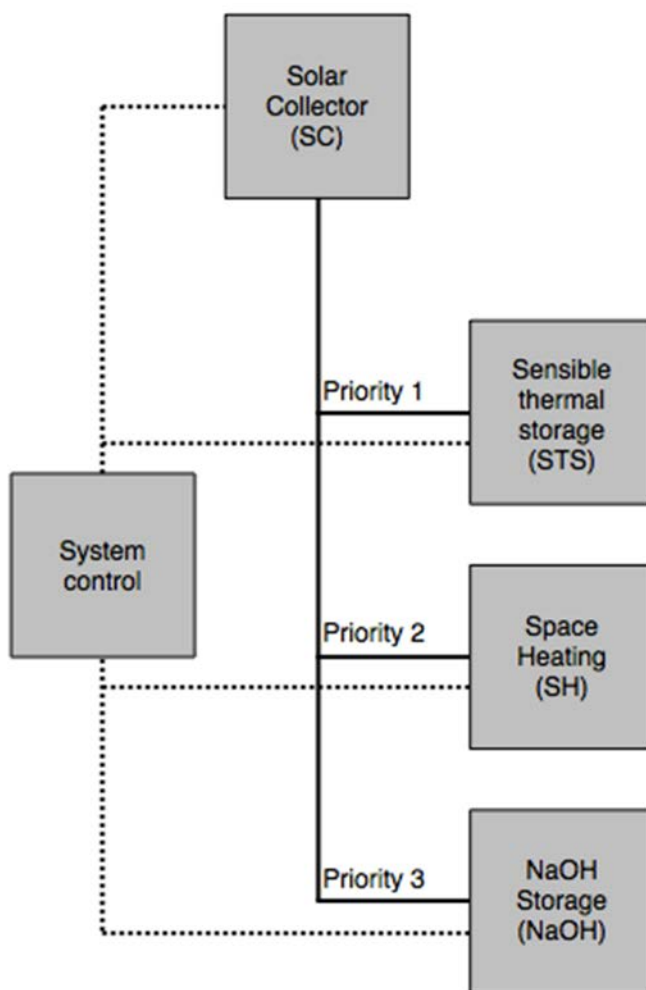 Solar
Collector
(SC)
Priority 1
Sensible
thermal
storage
(STS)
System
control
Priority 2
Space
Heating
(SH)
Priority 3
NaOH
Storage
(NaOH)